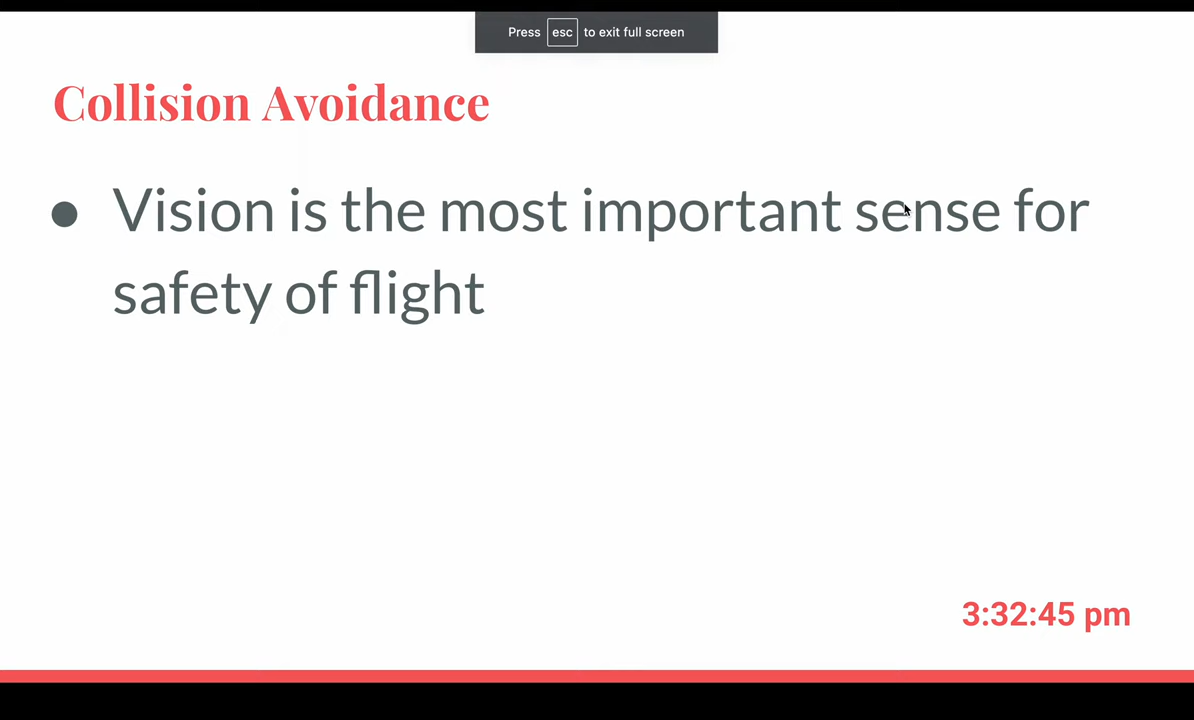 Press esc to exit full screen
Collision Avoidance
● Vision is the most important sense for
safety of flight
3:32:45 pm